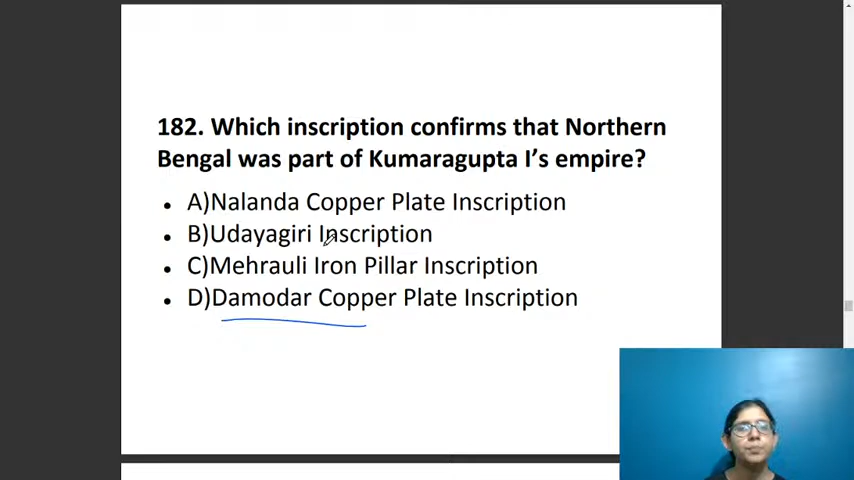 182. Which inscription confirms that Northern
Bengal was part of Kumaragupta I’s empire?
• A)Nalanda Copper Plate Inscription
• B)Udayagiri Inscription
• C)Mehrauli Iron Pillar Inscription
• D)Damodar Copper Plate Inscription